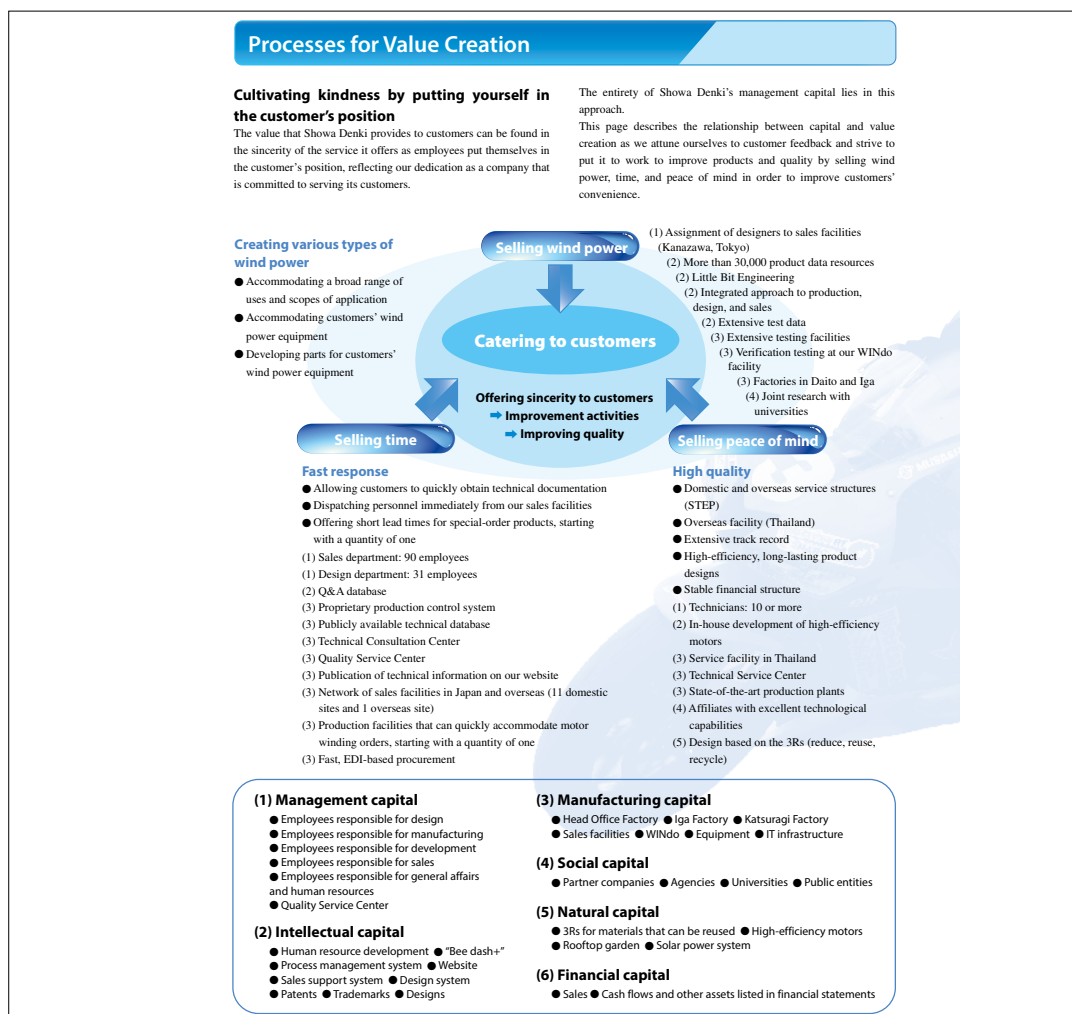 Processes for Value Creation
Cultivating kindness by putting yourself in
the customer's position
The value that Showa Denki provides to customers can be found in
the sincerity of the service it offers as employees put themselves in
the customer's position, reflecting our dedication as a company that
is committed to serving its customers.
The entirety of Showa Denki's management capital lies in this
approach.
This page describes the relationship between capital and value
creation as we attune ourselves to customer feedback and strive to
put it to work to improve products and quality by selling wind
power, time, and peace of mind in order to improve customers'
convenience.
Creating various types of
wind power
● Accommodating a broad range of
uses and scopes of application
● Accommodating customers' wind
power equipment
● Developing parts for customers'
wind power equipment
Selling wind power
(1) Assignment of designers to sales facilities
(Kanazawa, Tokyo)
(2) More than 30,000 product data resources
(2) Little Bit Engineering
(2) Integrated approach to production,
design, and sales
(2) Extensive test data
(3) Extensive testing facilities
(3) Verification testing at our WINdo
facility
(3) Factories in Daito and Iga
(4) Joint research with
universities
Catering to customers
Offering sincerity to customers
➡ Improvement activities
➡ Improving quality
Selling time
Fast response
● Allowing customers to quickly obtain technical documentation
● Dispatching personnel immediately from our sales facilities
● Offering short lead times for special-order products, starting
with a quantity of one
(1) Sales department: 90 employees
(1) Design department: 31 employees
(2) Q&A database
(3) Proprietary production control system
(3) Publicly available technical database
(3) Technical Consultation Center
(3) Quality Service Center
(3) Publication of technical information on our website
(3) Network of sales facilities in Japan and overseas (11 domestic
sites and 1 overseas site)
(3) Production facilities that can quickly accommodate motor
winding orders, starting with a quantity of one
(3) Fast, EDI-based procurement
Selling peace of mind
High quality
● Domestic and overseas service structures
(STEP)
● Overseas facility (Thailand)
● Extensive track record
● High-efficiency, long-lasting product
designs
● Stable financial structure
(1) Technicians: 10 or more
(2) In-house development of high-efficiency
motors
(3) Service facility in Thailand
(3) Technical Service Center
(3) State-of-the-art production plants
(4) Affiliates with excellent technological
capabilities
(5) Design based on the 3Rs (reduce, reuse,
recycle)
(1) Management capital
● Employees responsible for design
● Employees responsible for manufacturing
● Employees responsible for development
● Employees responsible for sales
● Employees responsible for general affairs
and human resources
● Quality Service Center
(2) Intellectual capital
● Human resource development ● "Bee dash+"
● Process management system ● Website
● Sales support system ● Design system
● Patents ● Trademarks ● Designs
(3) Manufacturing capital
● Head Office Factory ● Iga Factory ● Katsuragi Factory
● Sales facilities ● WINdo ● Equipment ● IT infrastructure
(4) Social capital
● Partner companies ● Agencies ● Universities ● Public entities
(5) Natural capital
● 3Rs for materials that can be reused ● High-efficiency motors
● Rooftop garden ● Solar power system
(6) Financial capital
● Sales ● Cash flows and other assets listed in financial statements